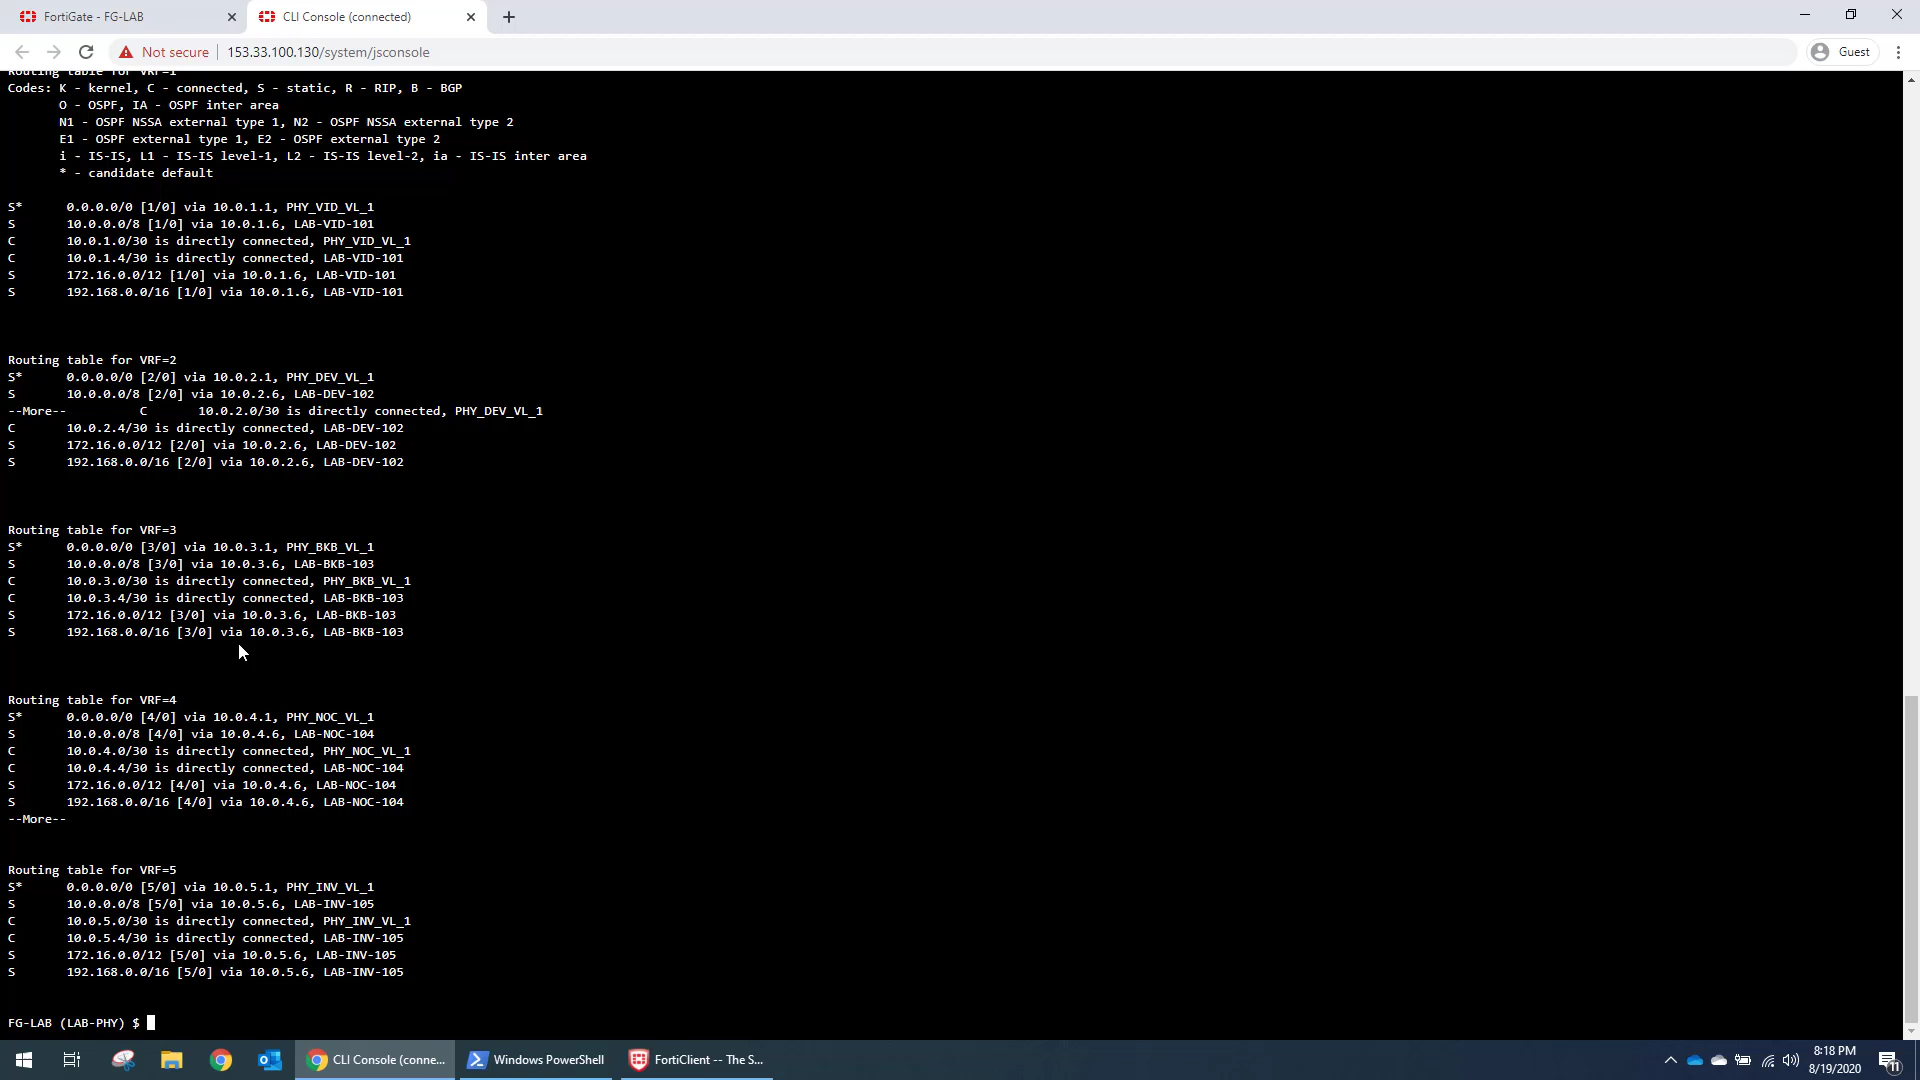 FortiGate - FG-LAB
CLI Console (connected)
Not secure
153.33.100.130/system/jsconsole
Guest
Routing table for VRF=1
Codes: K - kernel, C - connected, S - static, R - RIP, B - BGP
O - OSPF, IA - OSPF inter area
N1 - OSPF NSSA external type 1, N2 - OSPF NSSA external type 2
E1 - OSPF external type 1, E2 - OSPF external type 2
i - IS-IS, L1 - IS-IS level-1, L2 - IS-IS level-2, ia - IS-IS inter area
* - candidate default
S* 0.0.0.0/0 [1/0] via 10.0.1.1, PHY_VID_VL_1
S 10.0.0.0/8 [1/0] via 10.0.1.6, LAB-VID-101
C 10.0.1.0/30 is directly connected, PHY_VID_VL_1
C 10.0.1.4/30 is directly connected, LAB-VID-101
S 172.16.0.0/12 [1/0] via 10.0.1.6, LAB-VID-101
S 192.168.0.0/16 [1/0] via 10.0.1.6, LAB-VID-101
Routing table for VRF=2
S* 0.0.0.0/0 [2/0] via 10.0.2.1, PHY_DEV_VL_1
S 10.0.0.0/8 [2/0] via 10.0.2.6, LAB-DEV-102
--More-- C 10.0.2.0/30 is directly connected, PHY_DEV_VL_1
C 10.0.2.4/30 is directly connected, LAB-DEV-102
S 172.16.0.0/12 [2/0] via 10.0.2.6, LAB-DEV-102
S 192.168.0.0/16 [2/0] via 10.0.2.6, LAB-DEV-102
Routing table for VRF=3
S* 0.0.0.0/0 [3/0] via 10.0.3.1, PHY_BKB_VL_1
S 10.0.0.0/8 [3/0] via 10.0.3.6, LAB-BKB-103
C 10.0.3.0/30 is directly connected, PHY_BKB_VL_1
C 10.0.3.4/30 is directly connected, LAB-BKB-103
S 172.16.0.0/12 [3/0] via 10.0.3.6, LAB-BKB-103
S 192.168.0.0/16 [3/0] via 10.0.3.6, LAB-BKB-103
Routing table for VRF=4
S* 0.0.0.0/0 [4/0] via 10.0.4.1, PHY_NOC_VL_1
S 10.0.0.0/8 [4/0] via 10.0.4.6, LAB-NOC-104
C 10.0.4.0/30 is directly connected, PHY_NOC_VL_1
C 10.0.4.4/30 is directly connected, LAB-NOC-104
S 172.16.0.0/12 [4/0] via 10.0.4.6, LAB-NOC-104
S 192.168.0.0/16 [4/0] via 10.0.4.6, LAB-NOC-104
--More--
Routing table for VRF=5
S* 0.0.0.0/0 [5/0] via 10.0.5.1, PHY_INV_VL_1
S 10.0.0.0/8 [5/0] via 10.0.5.6, LAB-INV-105
C 10.0.5.0/30 is directly connected, PHY_INV_VL_1
C 10.0.5.4/30 is directly connected, LAB-INV-105
S 172.16.0.0/12 [5/0] via 10.0.5.6, LAB-INV-105
S 192.168.0.0/16 [5/0] via 10.0.5.6, LAB-INV-105
FG-LAB (LAB-PHY) $
CLI Console (conne...
Windows PowerShell
FortiClient -- The S...
8:18 PM
8/19/2020
11